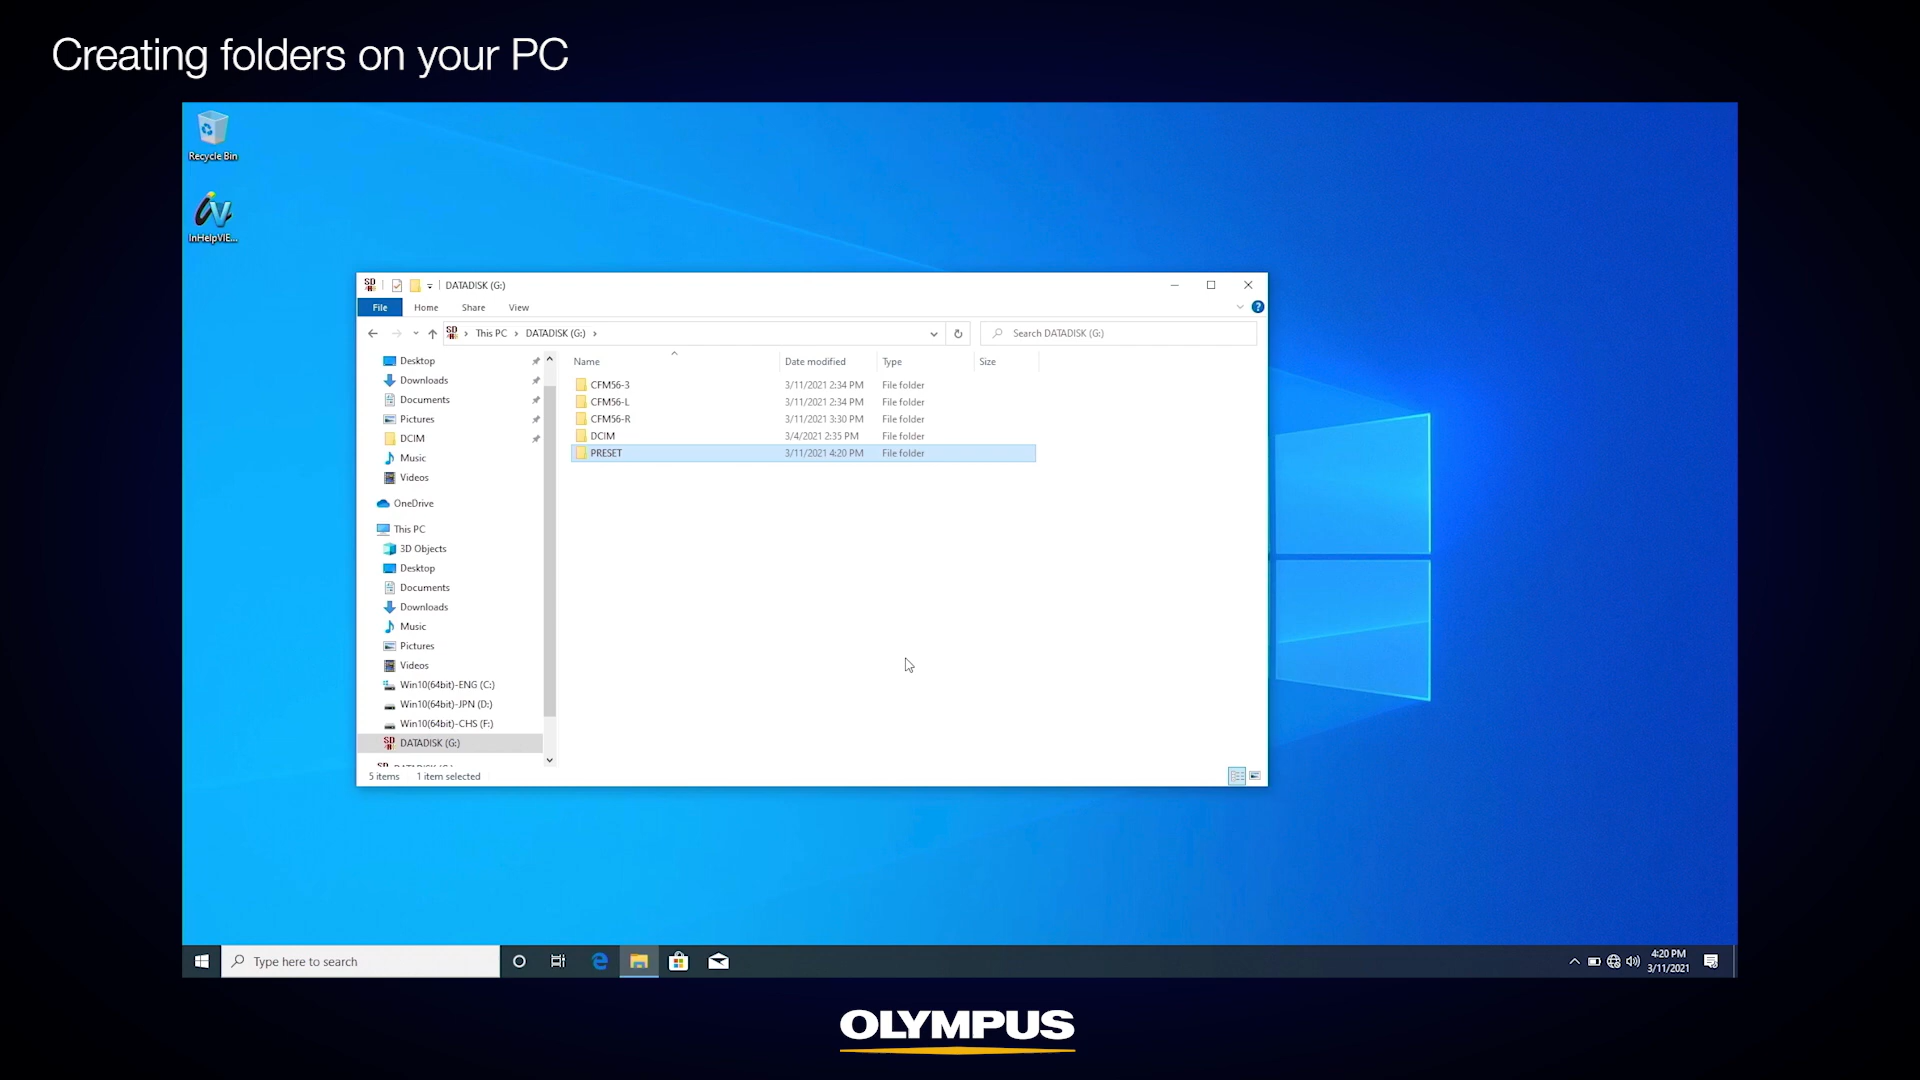 Creating folders on your PC
Recycle Bin
InHelpVIE...
DATADISK (G:)
File Home Share View
This PC > DATADISK (G:) >
Search DATADISK (G:)
Name Date modified Type Size
CFM56-3 3/11/2021 2:34 PM File folder
CFM56-L 3/11/2021 2:34 PM File folder
CFM56-R 3/11/2021 3:30 PM File folder
DCIM 3/4/2021 2:35 PM File folder
PRESET 3/11/2021 4:20 PM File folder
Desktop
Downloads
Documents
Pictures
DCIM
Music
Videos
OneDrive
This PC
3D Objects
Desktop
Documents
Downloads
Music
Pictures
Videos
Win10(64bit)-ENG (C:)
Win10(64bit)-JPN (D:)
Win10(64bit)-CHS (F:)
DATADISK (G:)
5 items 1 item selected
Type here to search
4:20 PM
3/11/2021
OLYMPUS